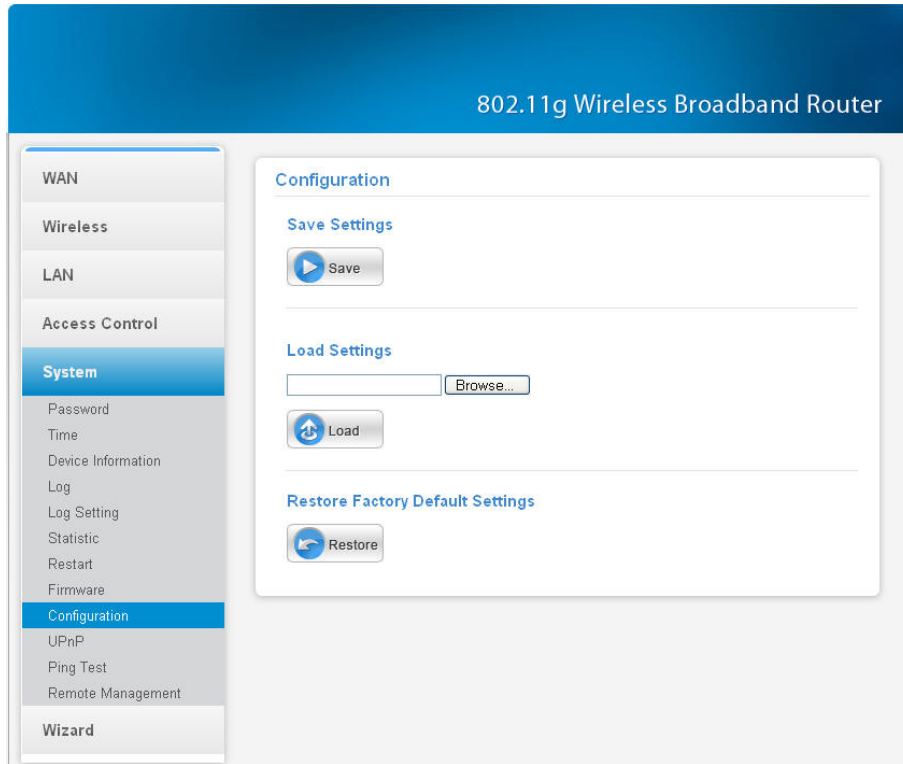 802.11g Wireless Broadband Router
WAN
Wireless
LAN
Access Control
System
Password
Time
Device Information
Log
Log Setting
Statistic
Restart
Firmware
Configuration
UPnP
Ping Test
Remote Management
Wizard
Configuration
Save Settings
Save
Load Settings
Browse...
Load
Restore Factory Default Settings
Restore